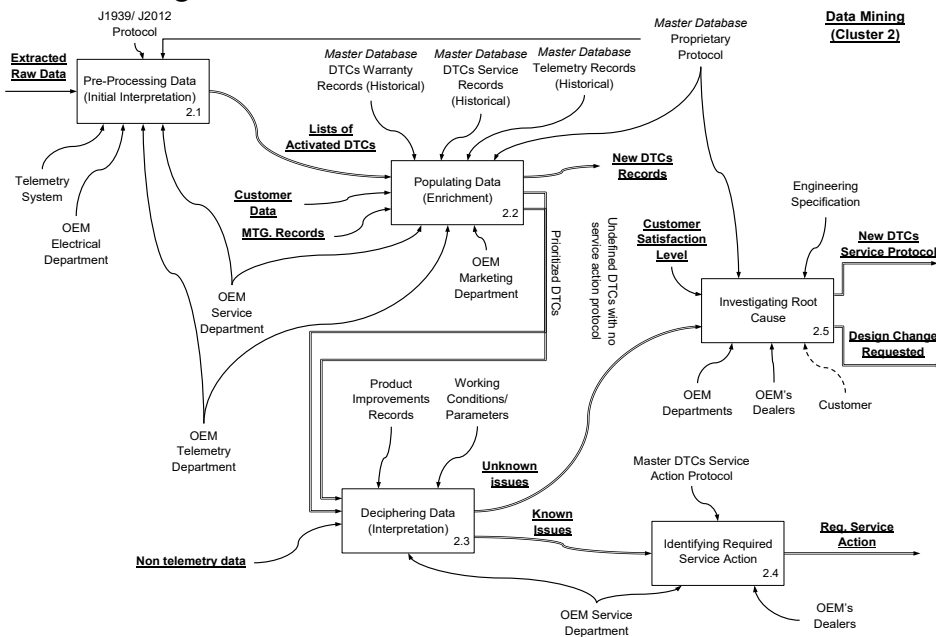 J1939/ J2012
Protocol
Master Database
Proprietary
Protocol
Data Mining
(Cluster 2)
Extracted
Raw Data
Pre-Processing Data
(Initial Interpretation)
2.1
Master Database
DTCs Warranty
Records (Historical)
Master Database
DTCs Service
Records
(Historical)
Master Database
Telemetry Records
(Historical)
Lists of
Activated DTCs
Telemetry
System
OEM
Electrical
Department
Customer
Data
MTG. Records
Populating Data
(Enrichment)
2.2
New DTCs
Records
OEM
Marketing
Department
OEM
Service
Department
OEM
Telemetry
Department
Prioritized DTCs
Undefined DTCs with no
service action protocol
Customer
Satisfaction
Level
Engineering
Specification
New DTCs
Service Protocol
Investigating Root
Cause
2.5
Design Change
Requested
OEM
Departments
OEM's
Dealers
Customer
Product
Improvements
Records
Working
Conditions/
Parameters
Unknown
issues
Deciphering Data
(Interpretation)
2.3
Known
Issues
Non telemetry data
Master DTCs Service
Action Protocol
Identifying Required
Service Action
2.4
Req. Service
Action
OEM Service
Department
OEM's
Dealers